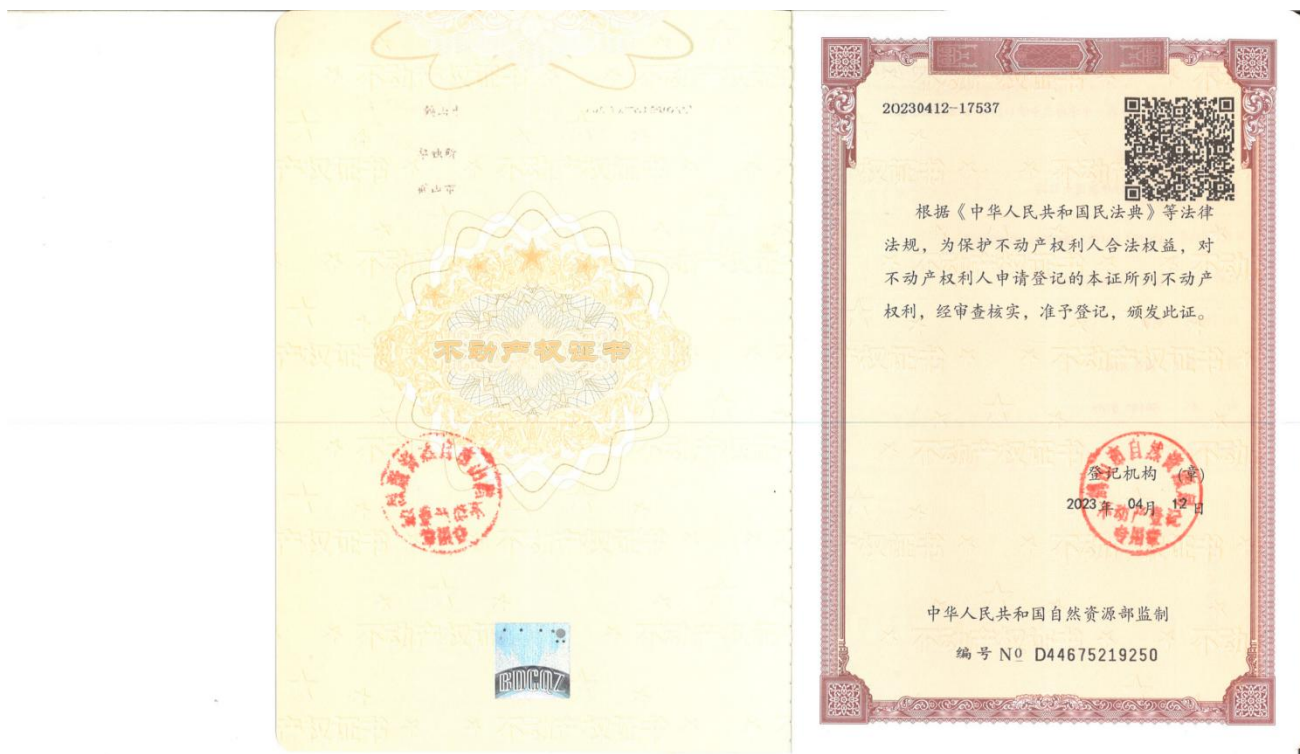 不动产权证书
BDCQZ
20230412-17537
根据《中华人民共和国民法典》等法律
法规，为保护不动产权利人合法权益，对
不动产权利人申请登记的本证所列不动产
权利，经审查核实，准予登记，颁发此证。
登记机构（章）
2023年 04月 12日
中华人民共和国自然资源部监制
编号 № D44675219250